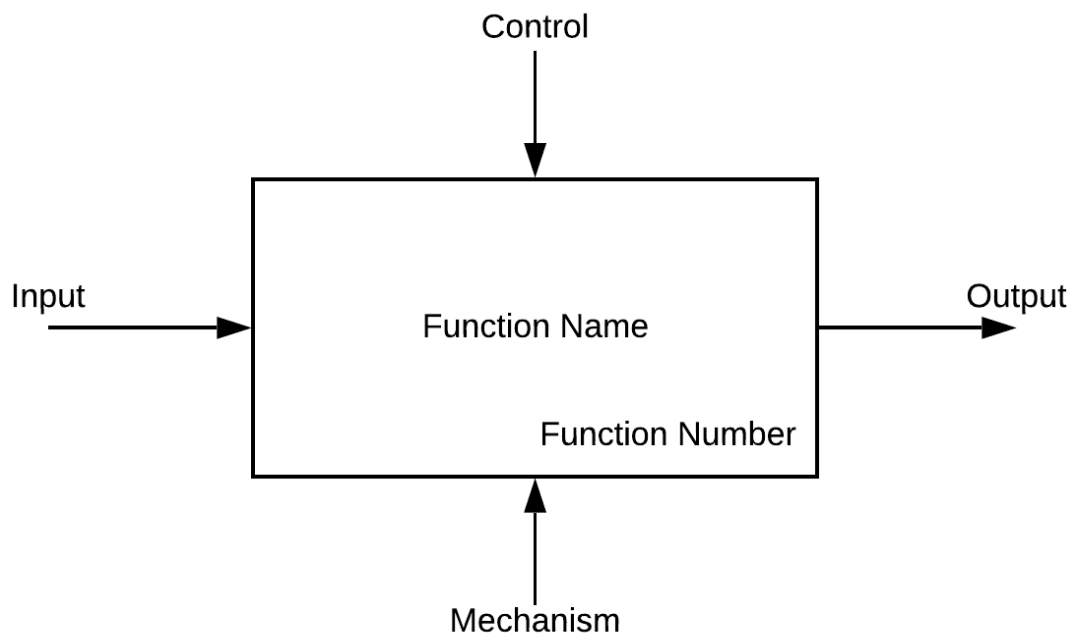 Control
Input
Output
Function Name
Function Number
Mechanism